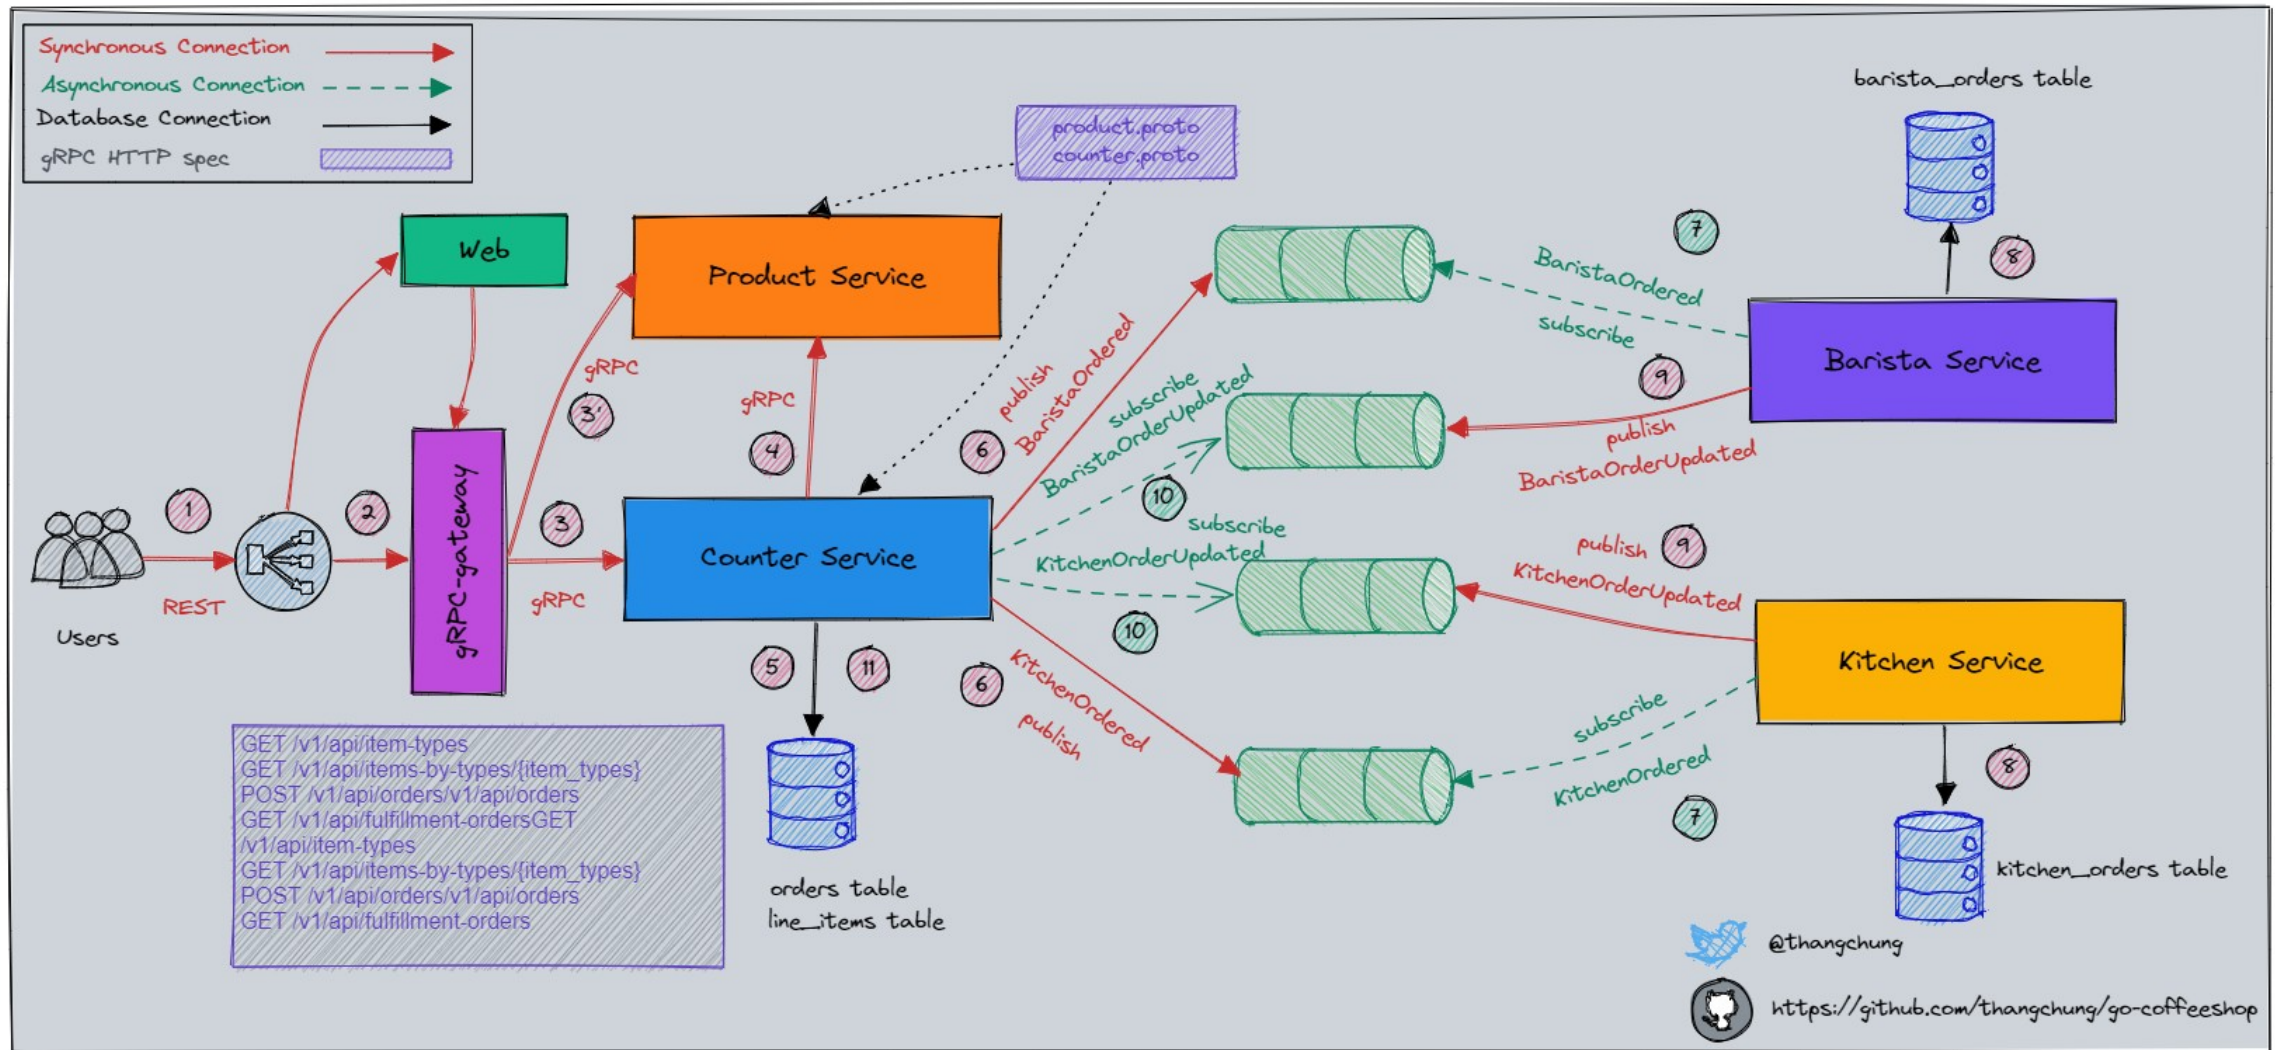 Synchronous Connection
Asynchronous Connection
Database Connection
gRPC HTTP spec
product.proto
counter.proto
barista_orders table
Web
Product Service
7
BaristaOrdered
subscribe
8
Barista Service
gRPC
3'
gRPC
4
publish
BaristaOrdered
6
subscribe
BaristaOrderUpdated
10
9
publish
BaristaOrderUpdated
1
REST
Users
2
gRPC-gateway
3
gRPC
Counter Service
subscribe
KitchenOrderUpdated
10
publish
9
KitchenOrderUpdated
5
11
6
KitchenOrdered
publish
Kitchen Service
subscribe
KitchenOrdered
7
8
GET /v1/api/item-types
GET /v1/api/items-by-types/{item_types}
POST /v1/api/orders/v1/api/orders
GET /v1/api/fulfillment-ordersGET
/v1/api/item-types
GET /v1/api/items-by-types/{item_types}
POST /v1/api/orders/v1/api/orders
GET /v1/api/fulfillment-orders
orders table
line_items table
kitchen_orders table
@thangchung
https://github.com/thangchung/go-coffeeshop